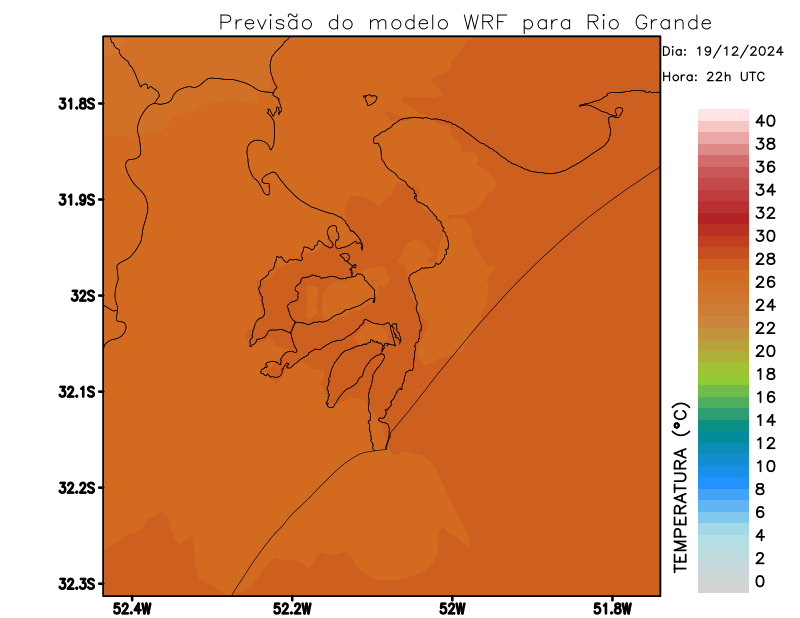 Previsão do modelo WRF para Rio Grande
Dia: 19/12/2024
Hora: 22h UTC
31.8S
31.9S
32S
32.1S
32.2S
32.3S
52.4W
52.2W
52W
51.8W
TEMPERATURA (°C)
40
38
36
34
32
30
28
26
24
22
20
18
16
14
12
10
8
6
4
2
0